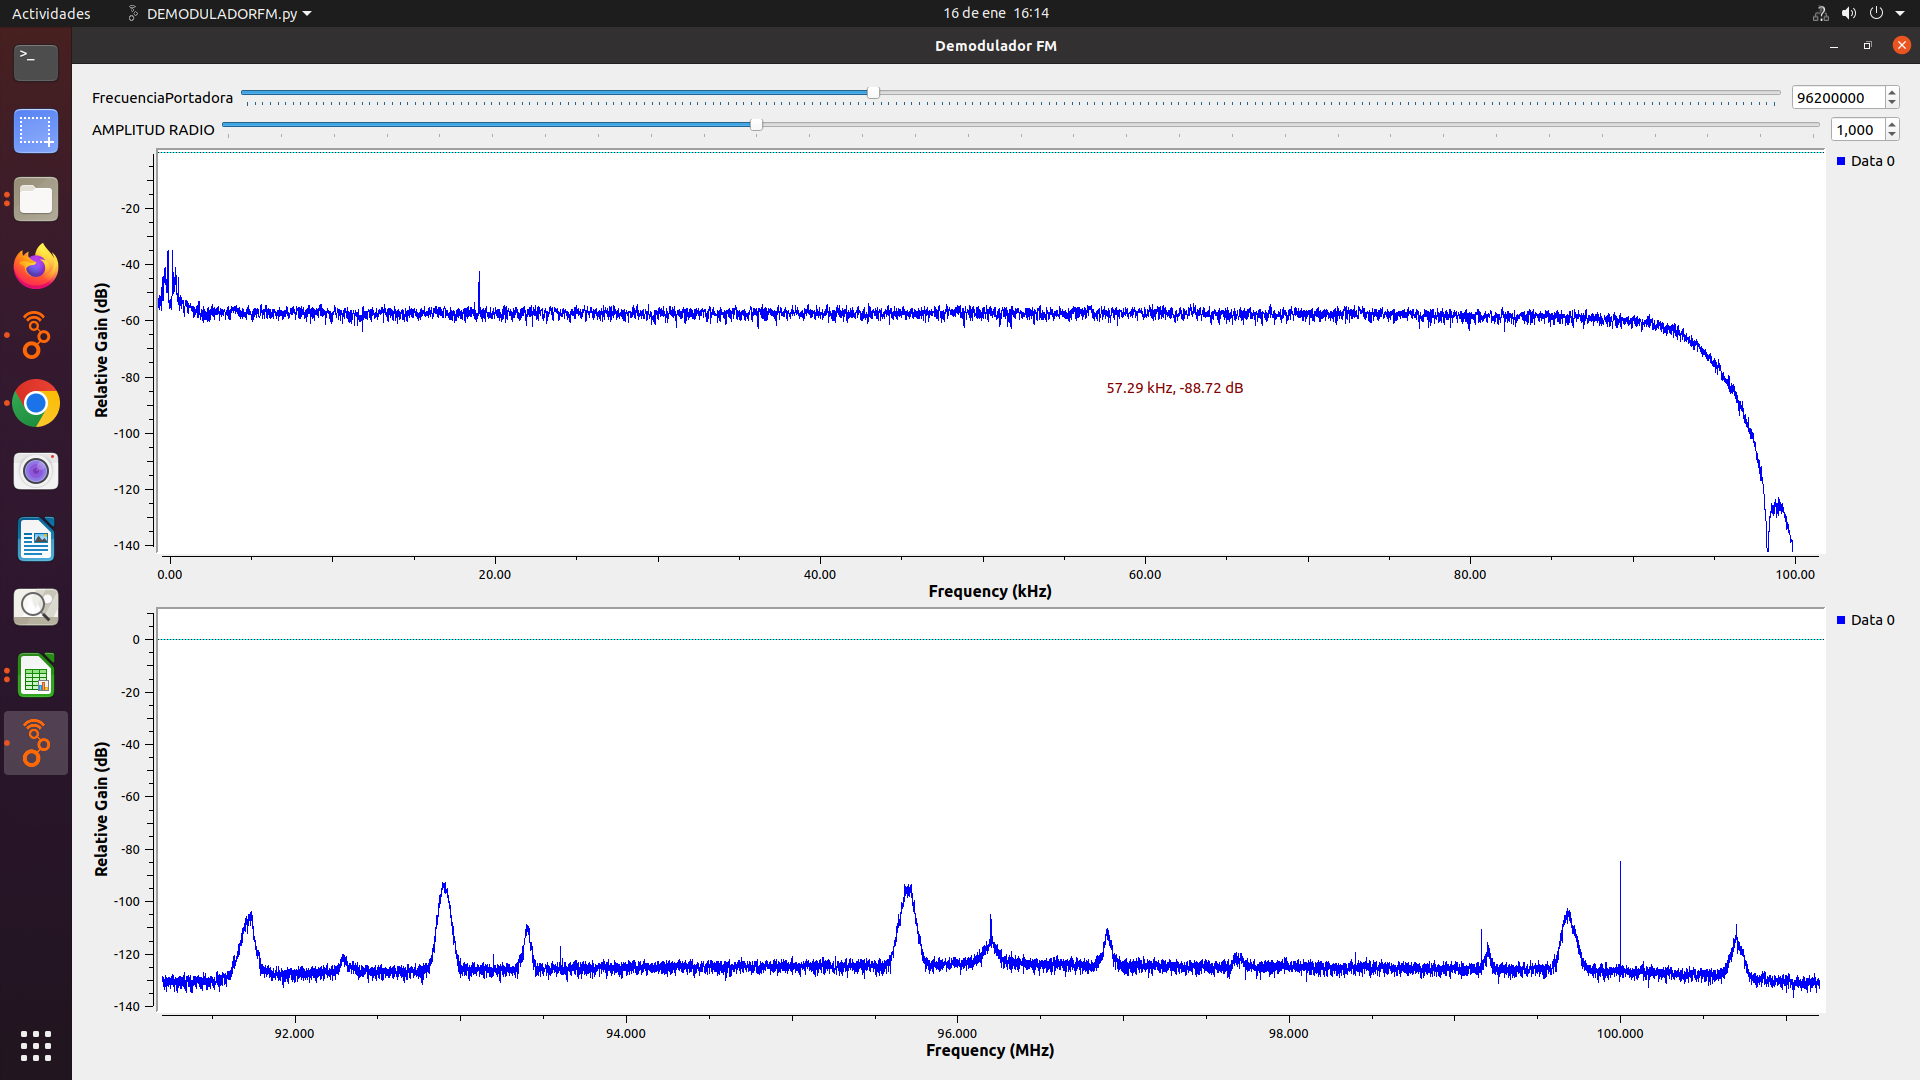 Actividades DEMODULADORFM.py 16 de ene 16:14
Demodulador FM
FrecuenciaPortadora 96200000
AMPLITUD RADIO 1,000
Data 0
-20
-40
-60
-80
-100
-120
-140
Relative Gain (dB)
57.29 kHz, -88.72 dB
0.00 20.00 40.00 60.00 80.00 100.00
Frequency (kHz)
Data 0
0
-20
-40
-60
-80
-100
-120
-140
Relative Gain (dB)
92.000 94.000 96.000 98.000 100.000
Frequency (MHz)